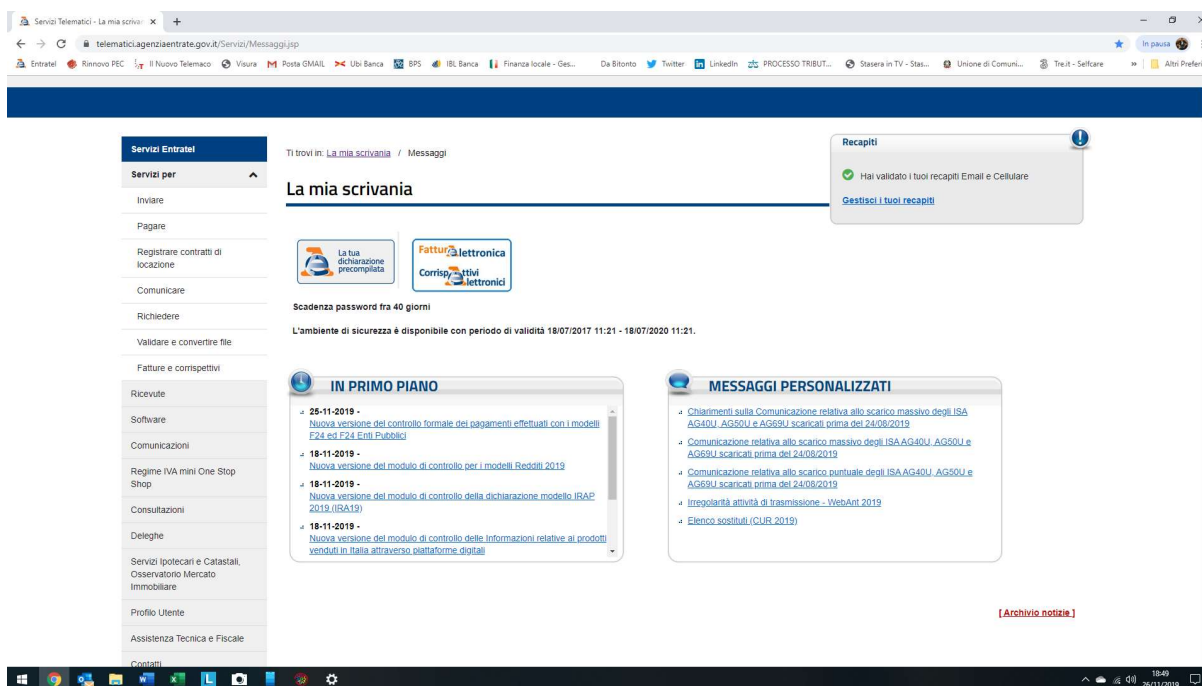 Servizi Telematici - La mia scrivan
telematici.agenziaentrate.gov.it/Servizi/Messaggi.jsp
In pausa
Entratel
Rinnovo PEC
Il Nuovo Telemaco
Visura
Posta GMAIL
Ubi Banca
BPS
IBL Banca
Finanza locale - Ges...
Da Bitonto
Twitter
LinkedIn
PROCESSO TRIBUT...
Stasera in TV - Stas...
Unione di Comuni...
Tre.it - Selfcare
»
Altri Preferi
Servizi Entratel
Servizi per
Inviare
Pagare
Registrare contratti di
locazione
Comunicare
Richiedere
Validare e convertire file
Fatture e corrispettivi
Ricevute
Software
Comunicazioni
Regime IVA mini One Stop
Shop
Consultazioni
Deleghe
Servizi Ipotecari e Catastali,
Osservatorio Mercato
Immobiliare
Profilo Utente
Assistenza Tecnica e Fiscale
Contatti
Ti trovi in: La mia scrivania / Messaggi
La mia scrivania
Recapiti
Hai validato i tuoi recapiti Email e Cellulare
Gestisci i tuoi recapiti
La tua
dichiarazione
precompilata
Fatturaelettronica
Corrispettivi
elettronici
Scadenza password fra 40 giorni
L'ambiente di sicurezza é disponibile con periodo di validità 18/07/2017 11:21 - 18/07/2020 11:21.
IN PRIMO PIANO
25-11-2019 -
Nuova versione del controllo formale dei pagamenti effettuati con i modelli
F24 ed F24 Enti Pubblici
18-11-2019 -
Nuova versione del modulo di controllo per i modelli Redditi 2019
18-11-2019 -
Nuova versione del modulo di controllo della dichiarazione modello IRAP
2019 (IRA19)
18-11-2019 -
Nuova versione del modulo di controllo delle Informazioni relative ai prodotti
venduti in Italia attraverso piattaforme digitali
MESSAGGI PERSONALIZZATI
Chiarimenti sulla Comunicazione relativa allo scarico massivo degli ISA
AG40U, AG50U e AG69U scaricati prima del 24/08/2019
Comunicazione relativa allo scarico massivo degli ISA AG40U, AG50U e
AG69U scaricati prima del 24/08/2019
Comunicazione relativa allo scarico puntuale degli ISA AG40U, AG50U e
AG69U scaricati prima del 24/08/2019
Irregolarità attività di trasmissione - WebAnt 2019
Elenco sostituti (CUR 2019)
[ Archivio notizie ]
18:49
26/11/2019